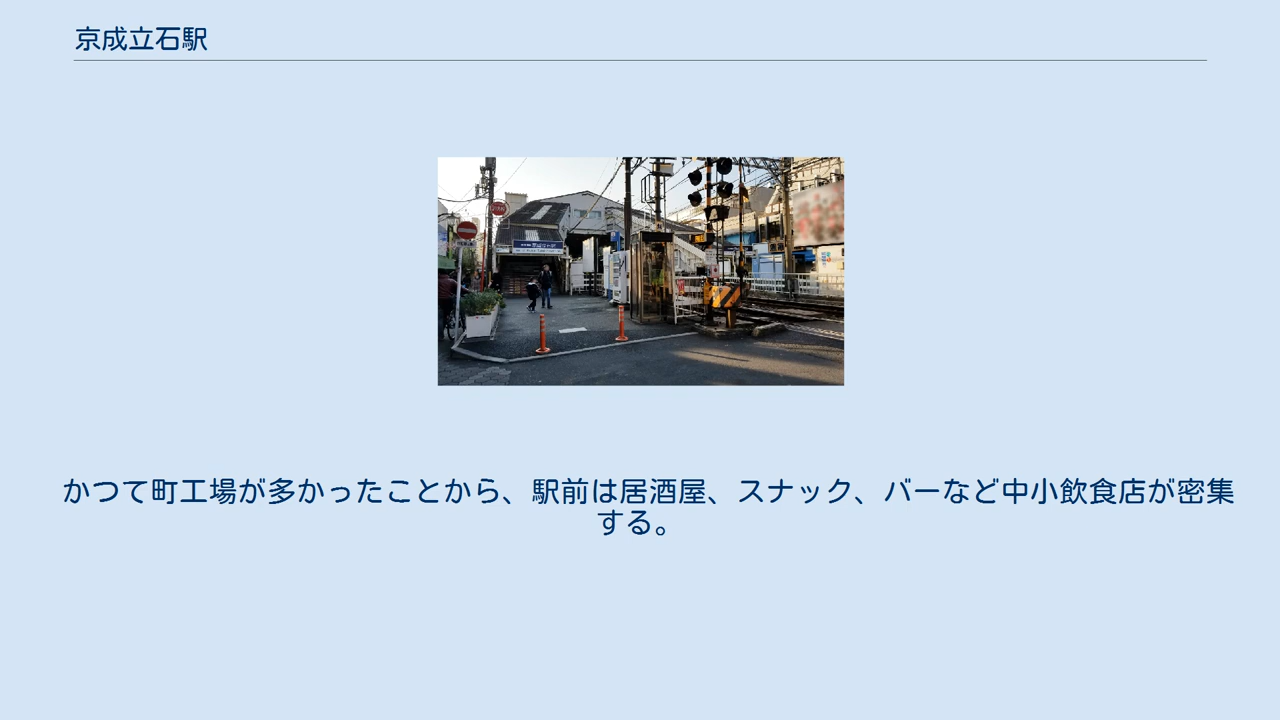 京成立石駅
かつて町工場が多かったことから、駅前は居酒屋、スナック、バーなど中小飲食店が密集
する。